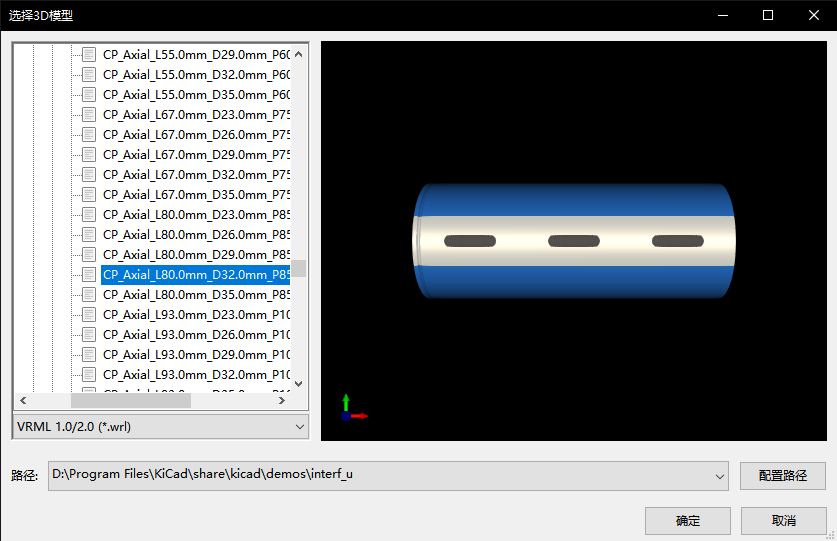 选择3D模型
CP_Axial_L55.0mm_D29.0mm_P60
CP_Axial_L55.0mm_D32.0mm_P60
CP_Axial_L55.0mm_D35.0mm_P60
CP_Axial_L67.0mm_D23.0mm_P75
CP_Axial_L67.0mm_D26.0mm_P75
CP_Axial_L67.0mm_D29.0mm_P75
CP_Axial_L67.0mm_D32.0mm_P75
CP_Axial_L67.0mm_D35.0mm_P75
CP_Axial_L80.0mm_D23.0mm_P85
CP_Axial_L80.0mm_D26.0mm_P85
CP_Axial_L80.0mm_D29.0mm_P85
CP_Axial_L80.0mm_D32.0mm_P85
CP_Axial_L80.0mm_D35.0mm_P85
CP_Axial_L93.0mm_D23.0mm_P10
CP_Axial_L93.0mm_D26.0mm_P10
CP_Axial_L93.0mm_D29.0mm_P10
CP_Axial_L93.0mm_D32.0mm_P10
VRML 1.0/2.0 (*.wrl)
路径: D:\Program Files\KiCad\share\kicad\demos\interf_u 配置路径
确定 取消